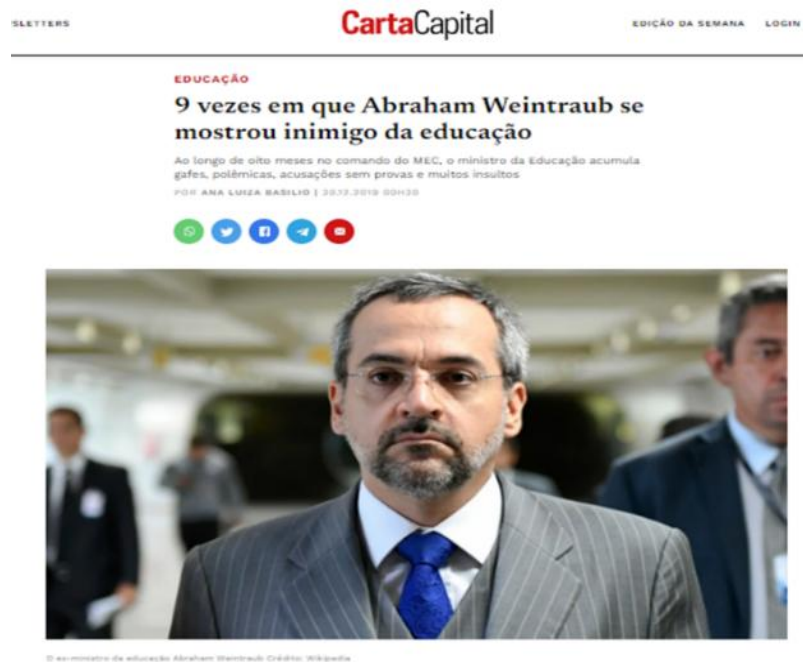 SLETTERS
CartaCapital
EDIÇÃO DA SEMANA
LOGIN
EDUCAÇÃO
9 vezes em que Abraham Weintraub se
mostrou inimigo da educação
Ao longo de oito meses no comando do MEC, o ministro da Educação acumula
gafes, polêmicas, acusações sem provas e muitos insultos
POR ANA LUIZA BASILIO |
O ex-ministro da educação Abraham Weintraub Crédito: Wikipedia